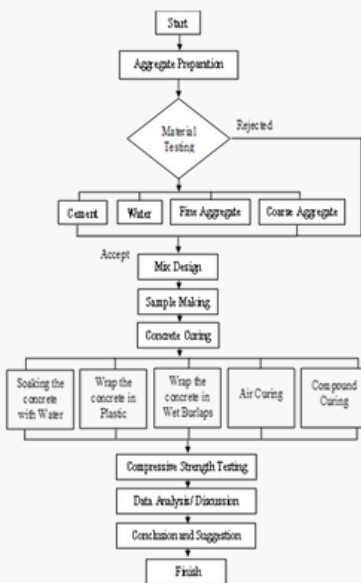 Start
Aggregate Preparation
Material
Testing
Rejected
Cement
Water
Fine Aggregate
Coarse Aggregate
Accept
Mix Design
Sample Making
Concrete Curing
Soaking the
concrete
with Water
Wrap the
concrete in
Plastic
Wrap the
concrete in
Wet Burlaps
Air Curing
Compound
Curing
Compressive Strength Testing
Data Analysis/ Discussion
Conclusion and Suggestion
Finish